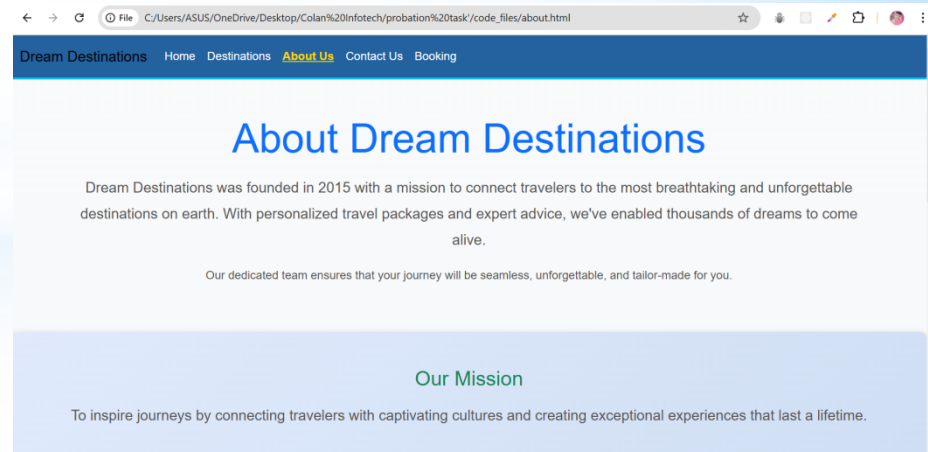 File C:/Users/ASUS/OneDrive/Desktop/Colan%20Infotech/probation%20task'/code_files/about.html
Dream Destinations Home Destinations About Us Contact Us Booking
About Dream Destinations
Dream Destinations was founded in 2015 with a mission to connect travelers to the most breathtaking and unforgettable
destinations on earth. With personalized travel packages and expert advice, we've enabled thousands of dreams to come
alive.
Our dedicated team ensures that your journey will be seamless, unforgettable, and tailor-made for you.
Our Mission
To inspire journeys by connecting travelers with captivating cultures and creating exceptional experiences that last a lifetime.